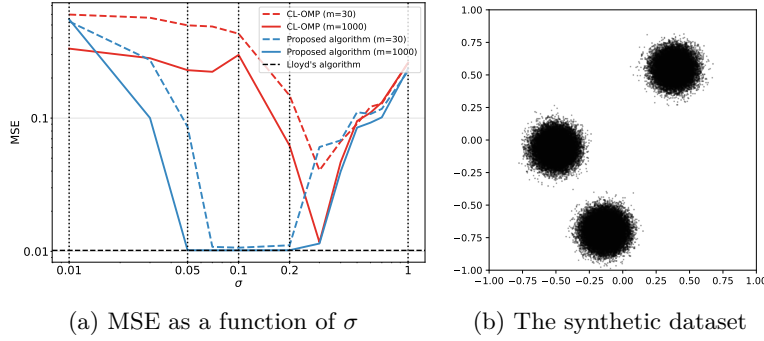 CL-OMP (m=30)
CL-OMP (m=1000)
Proposed algorithm (m=30)
Proposed algorithm (m=1000)
Lloyd's algorithm
MSE
0.1
0.01
0.01 0.05 0.1 0.2 1
σ
(a) MSE as a function of σ
1.00
0.75
0.50
0.25
0.00
−0.25
−0.50
−0.75
−1.00
−1.00 −0.75 −0.50 −0.25 0.00 0.25 0.50 0.75 1.00
(b) The synthetic dataset